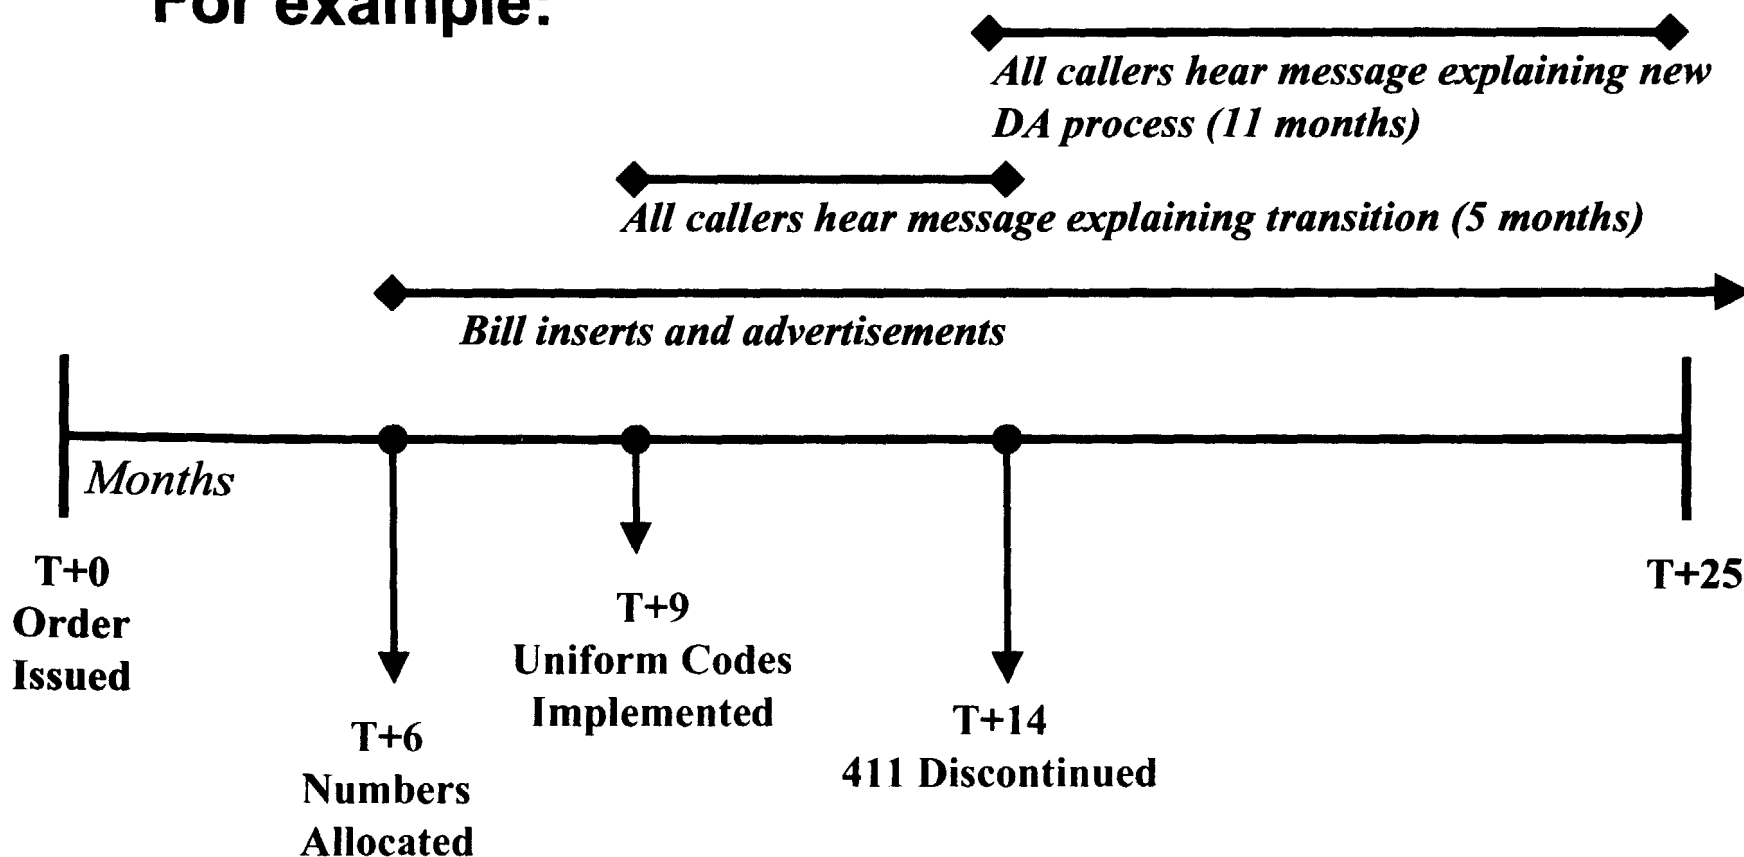 For example:
All callers hear message explaining new
DA process (11 months)
All callers hear message explaining transition (5 months)
Bill inserts and advertisements
Months
T+0
Order
Issued
T+6
Numbers
Allocated
T+9
Uniform Codes
Implemented
T+14
411 Discontinued
T+25